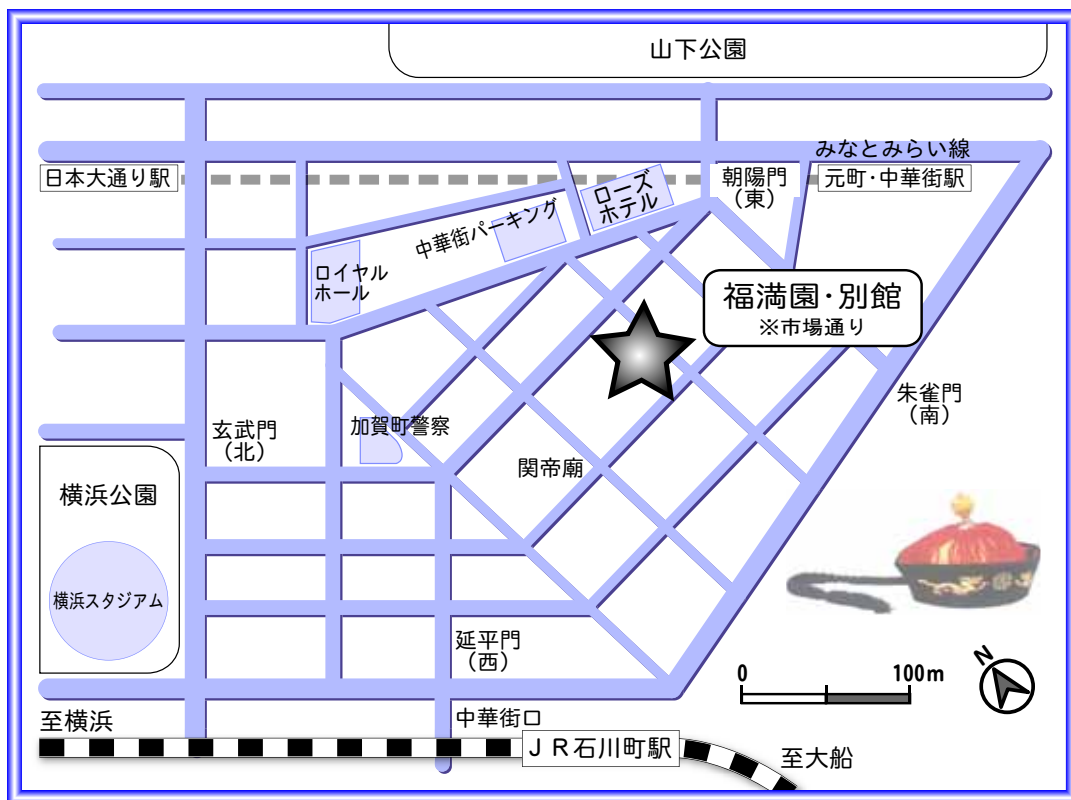 山下公園
みなとみらい線
日本大通り駅
朝陽門
(東)
元町・中華街駅
ローズ
ホテル
中華街パーキング
ロイヤル
ホール
福満園・別館
※市場通り
朱雀門
(南)
玄武門
(北)
加賀町警察
関帝廟
横浜公園
横浜スタジアム
延平門
(西)
0 100m
N
至横浜
中華街口
ＪＲ石川町駅
至大船